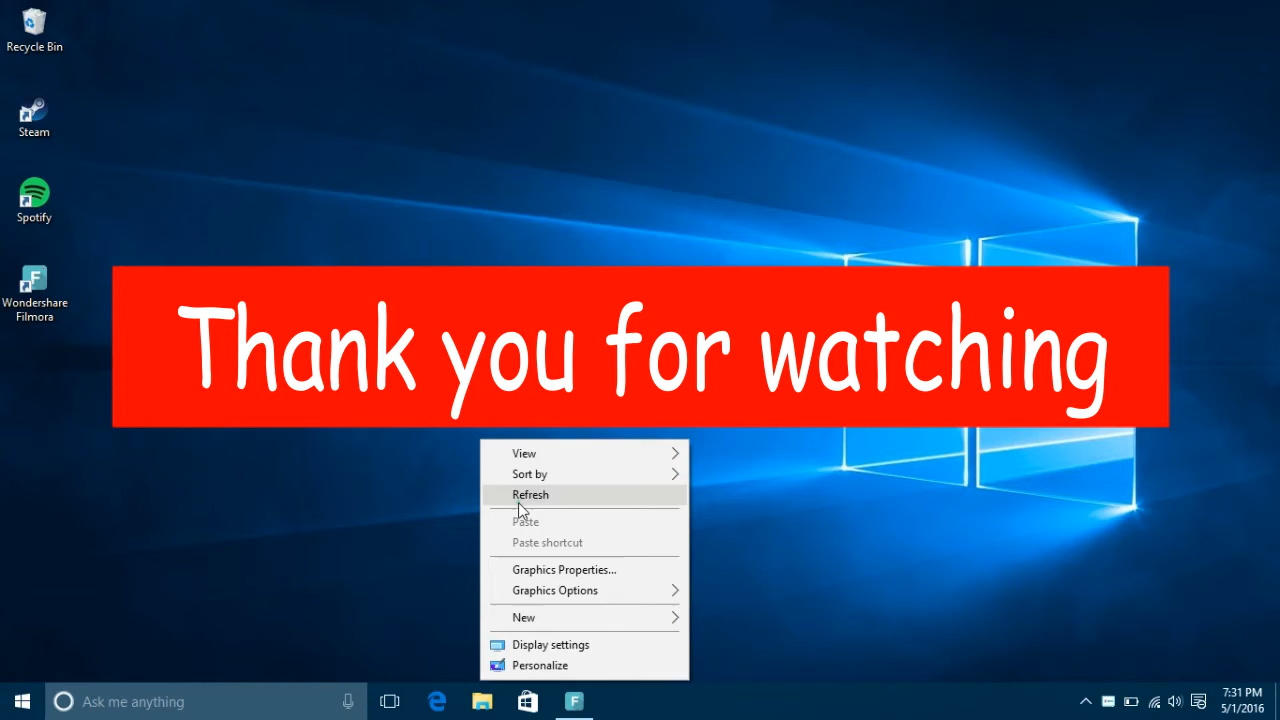 Recycle Bin
Steam
Spotify
Wondershare
Filmora
Thank you for watching
View
Sort by
Refresh
Paste
Paste shortcut
Graphics Properties...
Graphics Options
New
Display settings
Personalize
Ask me anything
7:31 PM
5/1/2016